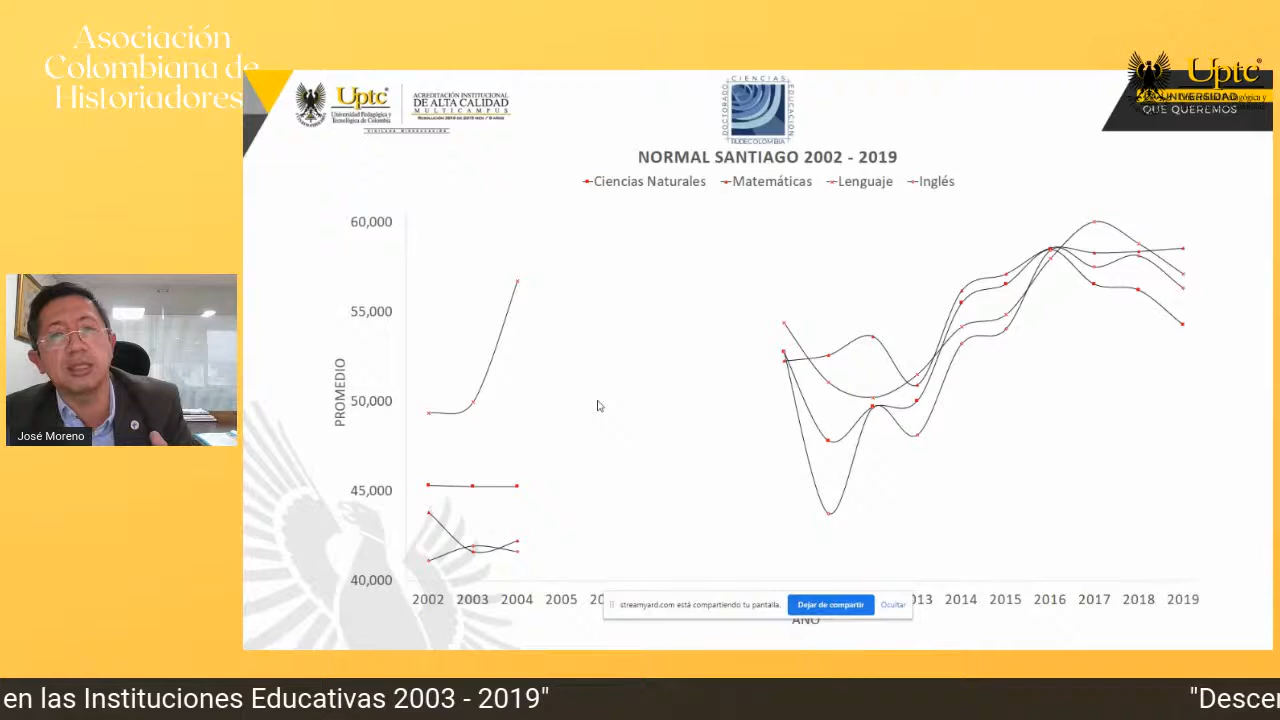 Asociación
Colombiana de
Historiadores
Uptc
Universidad Pedagógica y
Tecnológica de Colombia
ACREDITACIÓN INSTITUCIONAL
DE ALTA CALIDAD
MULTICAMPUS
CIENCIAS
DOCTORADO
EDUCACIÓN
RUDECOLOMBIA
Uptc
UNIVERSIDAD
QUE QUEREMOS
NORMAL SANTIAGO 2002 - 2019
Ciencias Naturales Matemáticas Lenguaje Inglés
60,000
55,000
50,000
45,000
40,000
PROMEDIO
2002 2003 2004 2005 2014 2015 2016 2017 2018 2019
AÑO
streamyard.com está compartiendo tu pantalla. Dejar de compartir Ocultar
José Moreno
en las Instituciones Educativas 2003 - 2019" "Descen